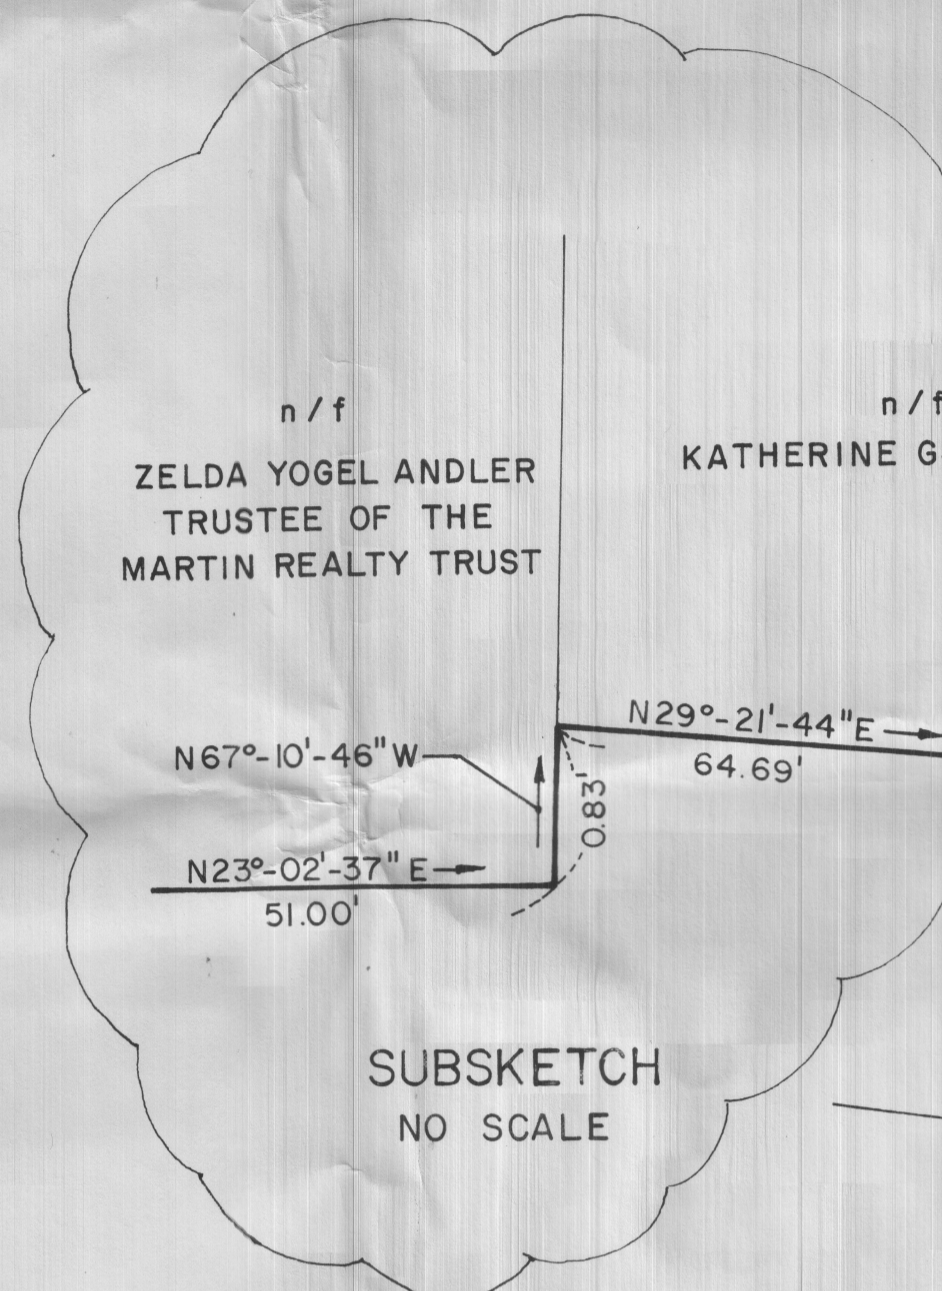 n/f
ZELDA YOGEL ANDLER
TRUSTEE OF THE
MARTIN REALTY TRUST
n/f
KATHERINE
N67°-10'-46" W
N29°-21'-44" E
64.69'
0.83'
N23°-02'-37" E
51.00'
SUBSKETCH
NO SCALE